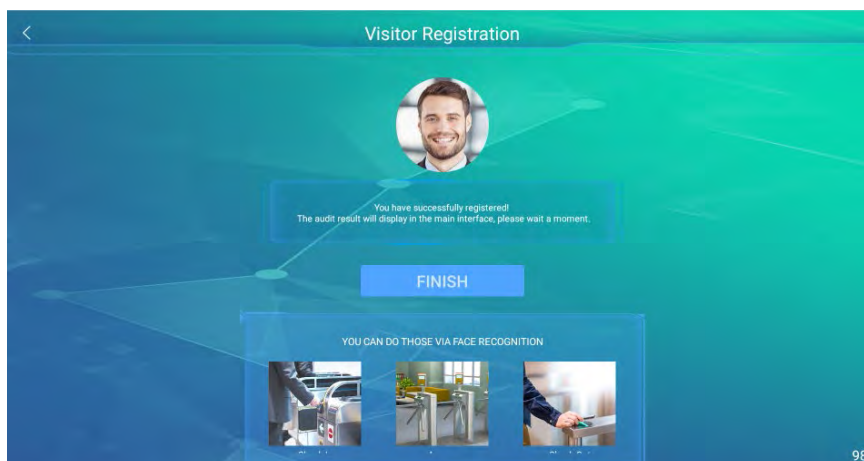 Visitor Registration
You have successfully registered!
The audit result will display in the main interface, please wait a moment.
FINISH
YOU CAN DO THOSE VIA FACE RECOGNITION
98